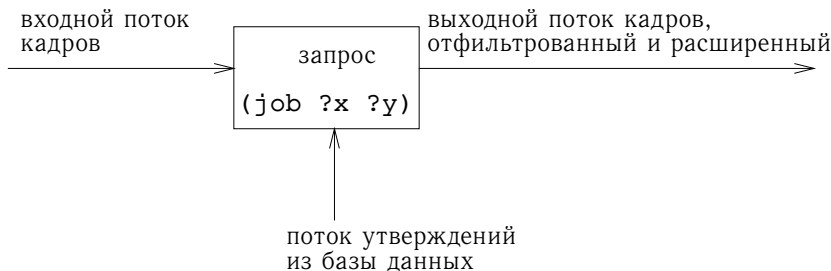 входной поток
кадров
выходной поток кадров,
отфильтрованный и расширенный
запрос
(job ?x ?y)
поток утверждений
из базы данных